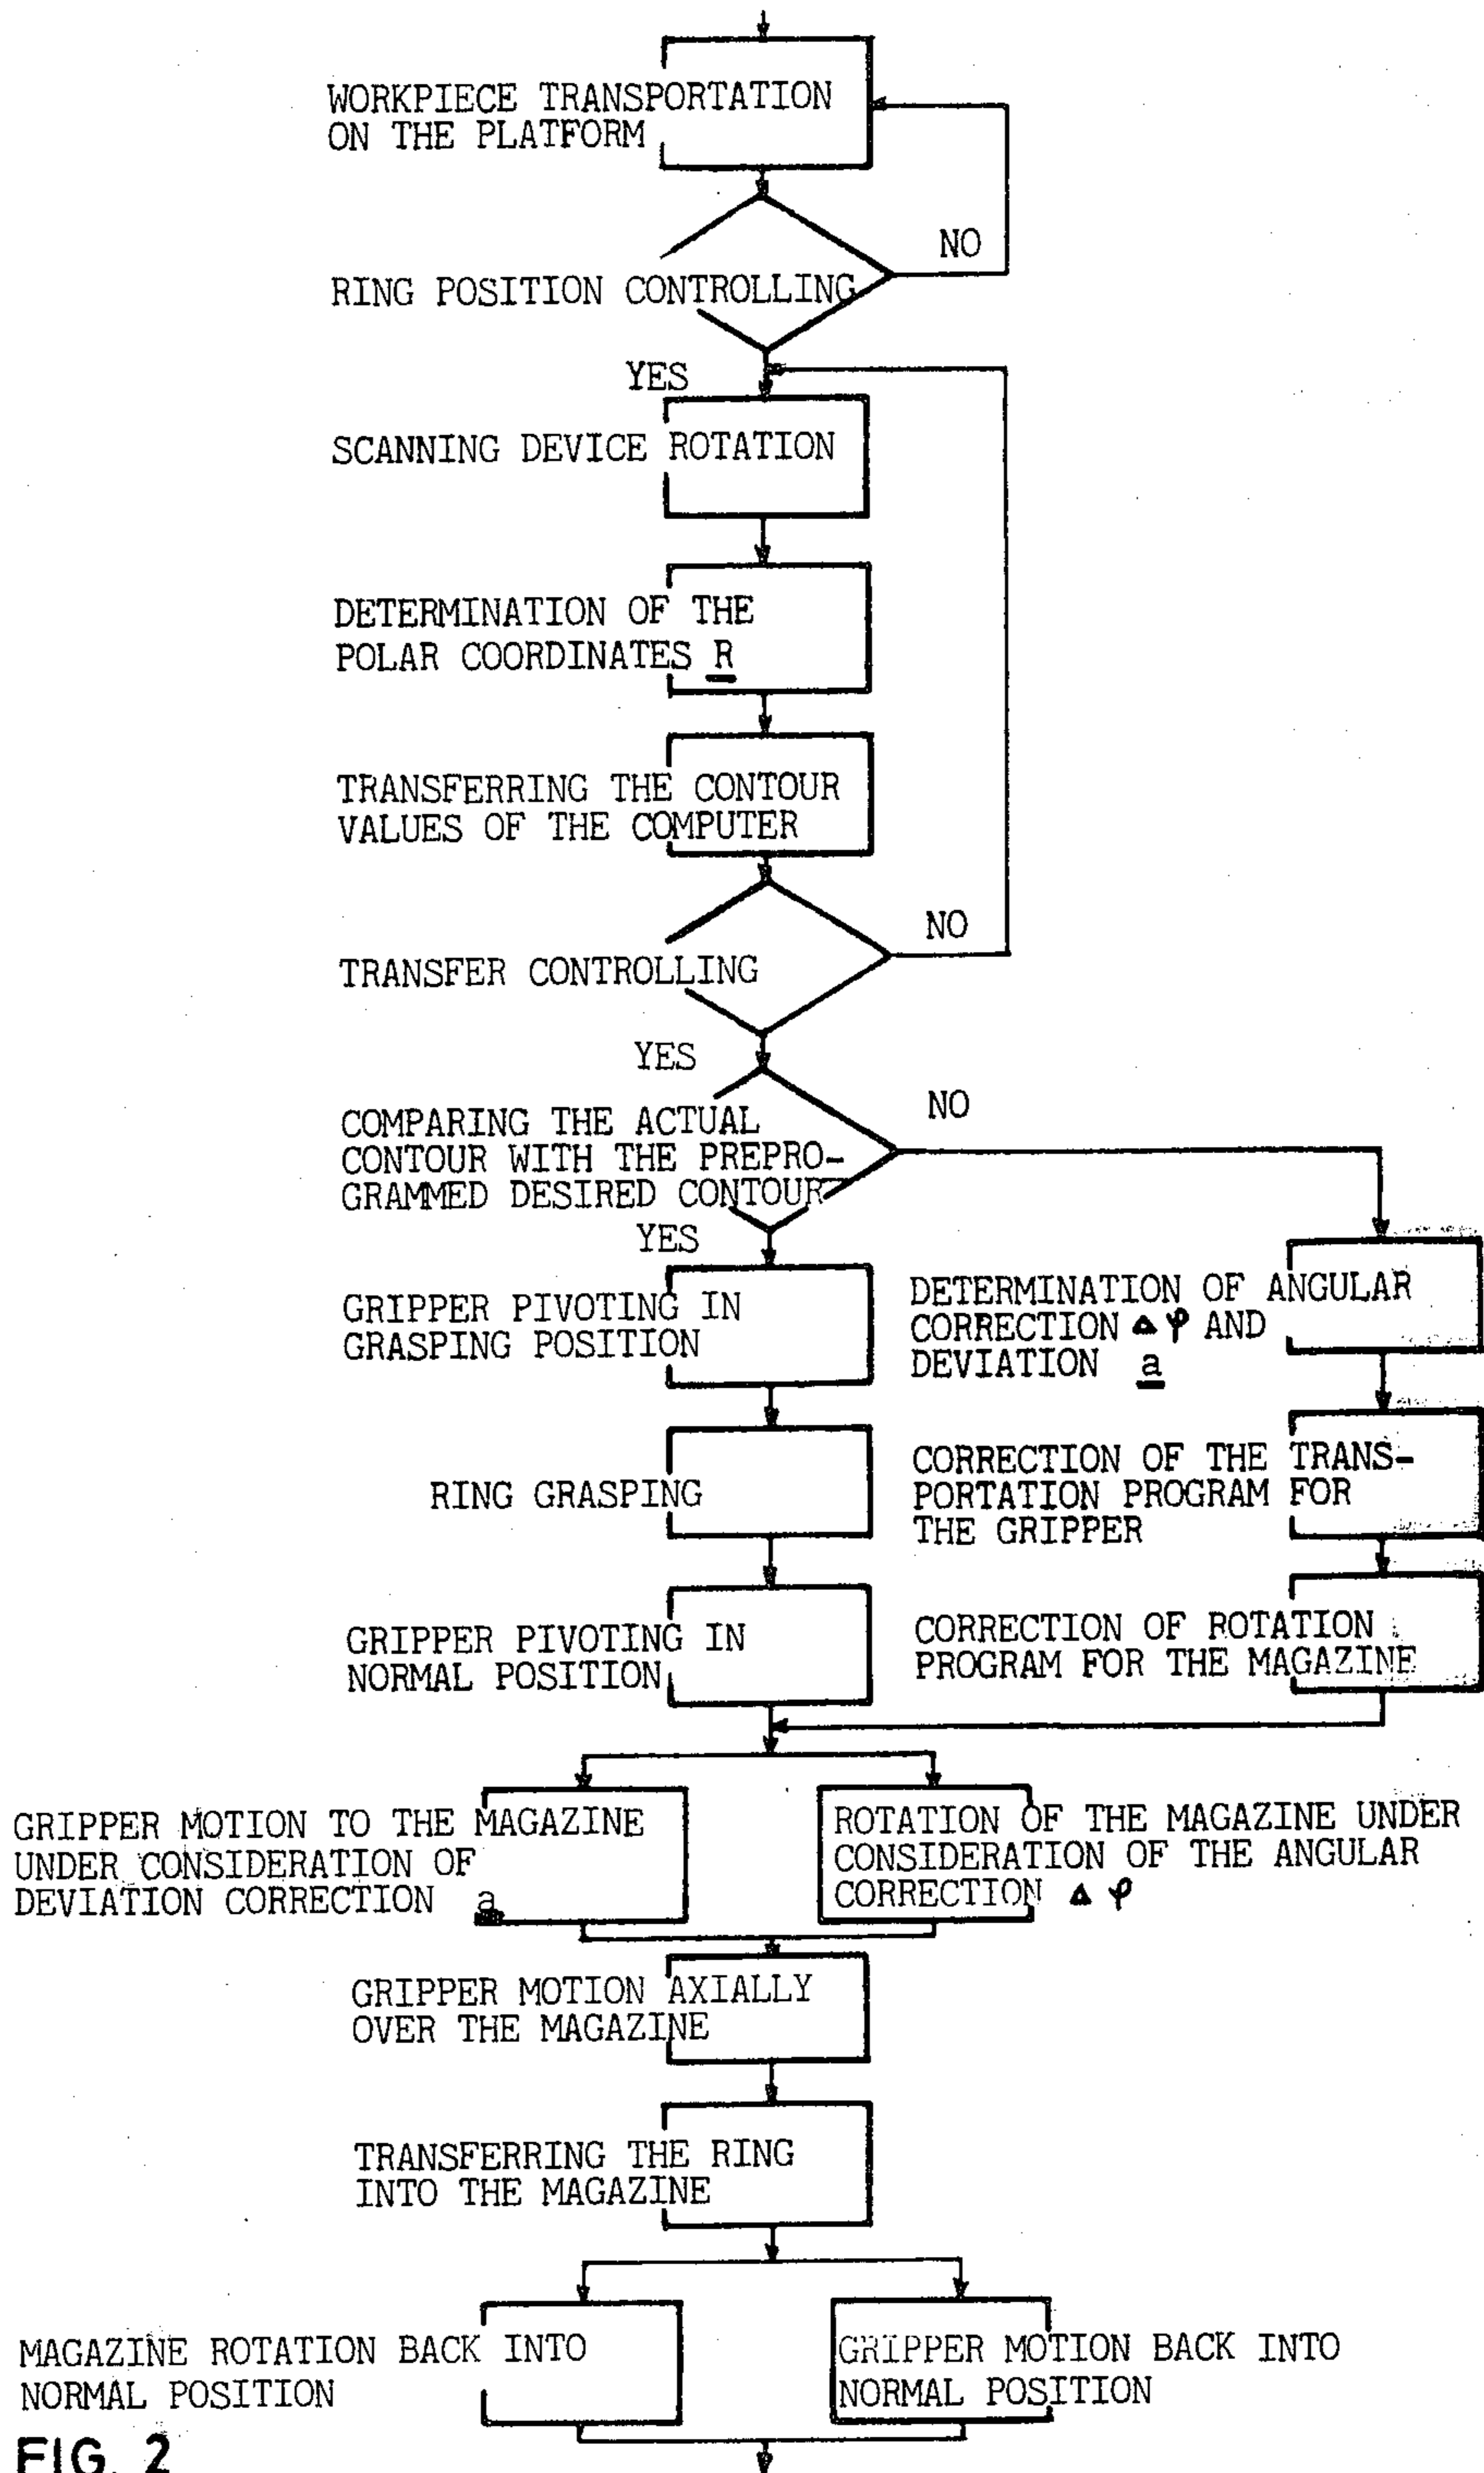 WORKPIECE TRANSPORTATION
ON THE PLATFORM
NO
RING POSITION CONTROLLING
YES
SCANNING DEVICE ROTATION
DETERMINATION OF THE
POLAR COORDINATES R
TRANSFERRING THE CONTOUR
VALUES OF THE COMPUTER
NO
TRANSFER CONTROLLING
YES
NO
COMPARING THE ACTUAL
CONTOUR WITH THE PREPRO-
GRAMMED DESIRED CONTOUR
YES
GRIPPER PIVOTING IN
GRASPING POSITION
DETERMINATION OF ANGULAR
CORRECTION Δ φ AND
DEVIATION a
RING GRASPING
CORRECTION OF THE TRANS-
PORTATION PROGRAM FOR
THE GRIPPER
GRIPPER PIVOTING IN
NORMAL POSITION
CORRECTION OF ROTATION
PROGRAM FOR THE MAGAZINE
GRIPPER MOTION TO THE MAGAZINE
UNDER CONSIDERATION OF
DEVIATION CORRECTION a
ROTATION OF THE MAGAZINE UNDER
CONSIDERATION OF THE ANGULAR
CORRECTION Δ φ
GRIPPER MOTION AXIALLY
OVER THE MAGAZINE
TRANSFERRING THE RING
INTO THE MAGAZINE
MAGAZINE ROTATION BACK INTO
NORMAL POSITION
GRIPPER MOTION BACK INTO
NORMAL POSITION
FIG. 2